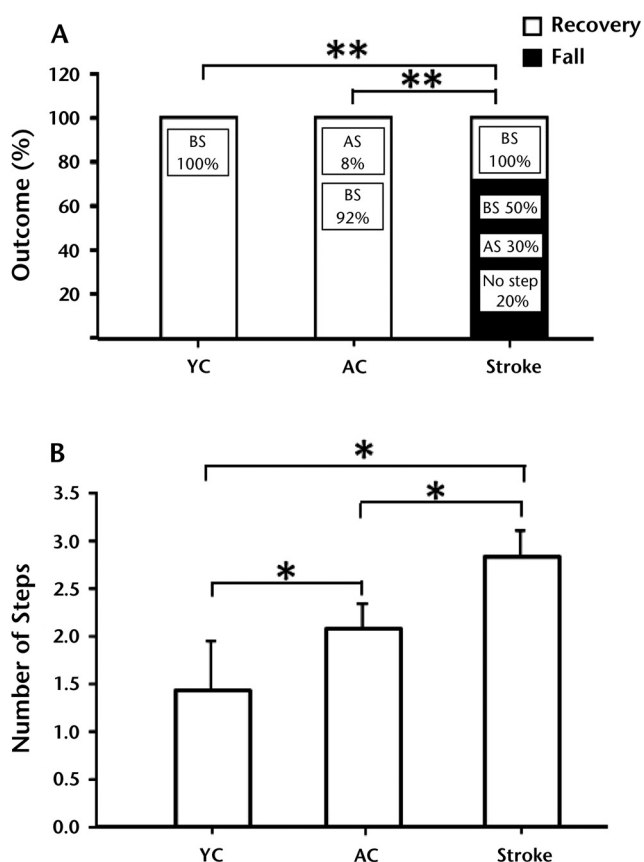 A
Recovery
Fall
**
**
Outcome (%)
120
100
80
60
40
20
BS
100%
AS
8%
BS
92%
BS
100%
BS 50%
AS 30%
No step
20%
YC
AC
Stroke
B
*
*
*
Number of Steps
3.5
3.0
2.5
2.0
1.5
1.0
0.5
0.0
YC
AC
Stroke